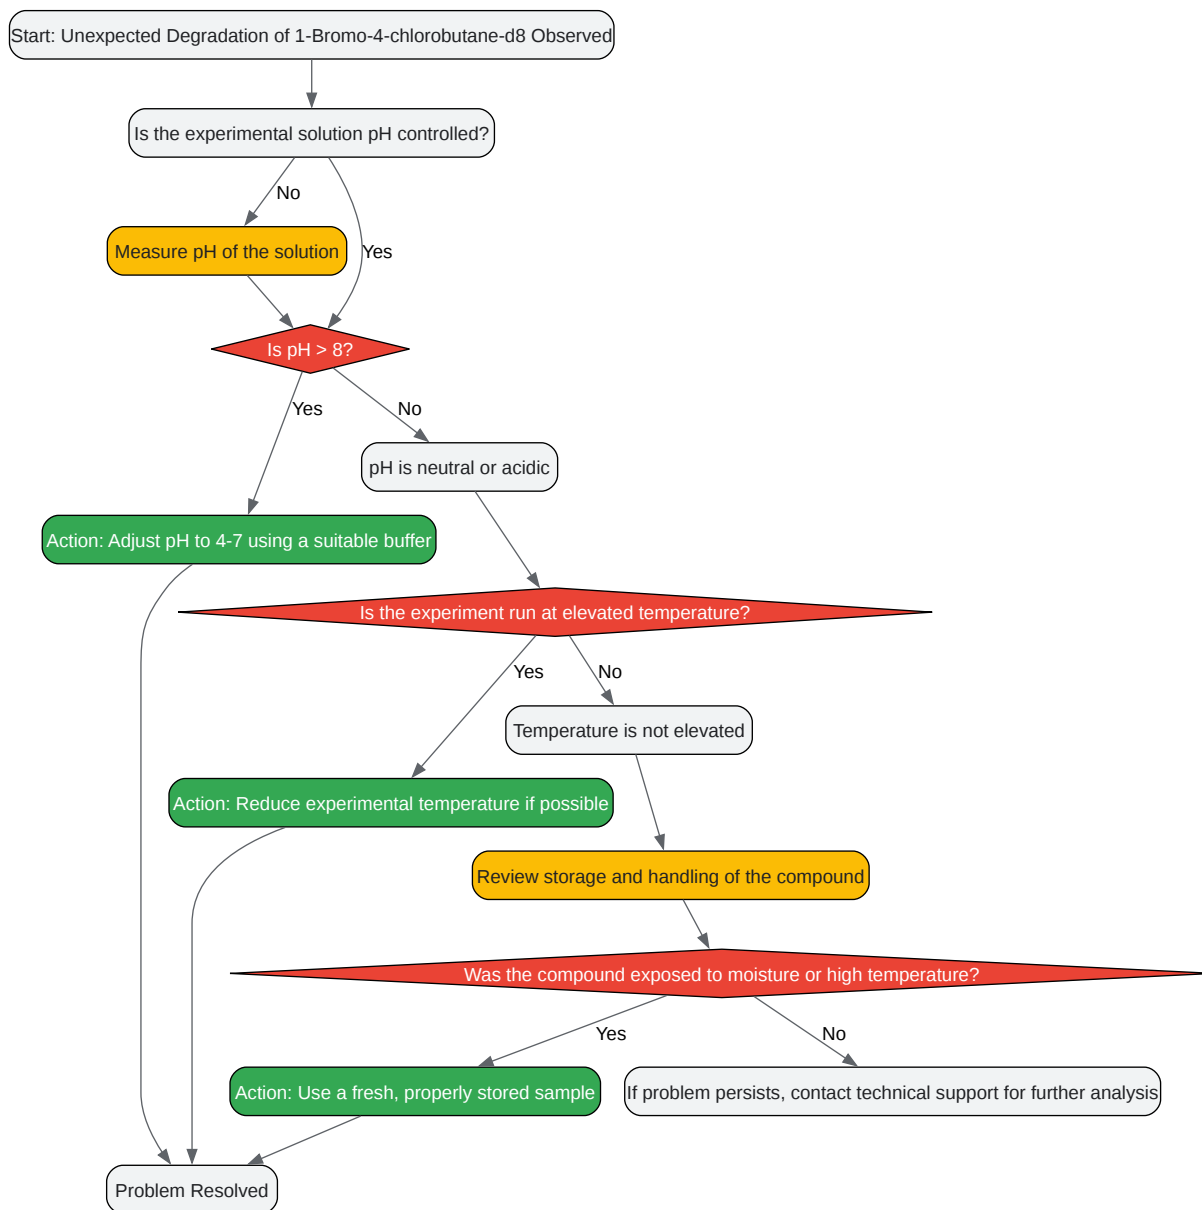 Start: Unexpected Degradation of 1-Bromo-4-chlorobutane-d8 Observed
Is the experimental solution pH controlled?
No
Measure pH of the solution
Yes
Is pH > 8?
Yes
No
pH is neutral or acidic
Action: Adjust pH to 4-7 using a suitable buffer
Is the experiment run at elevated temperature?
Yes
No
Temperature is not elevated
Action: Reduce experimental temperature if possible
Review storage and handling of the compound
Was the compound exposed to moisture or high temperature?
Yes
No
Action: Use a fresh, properly stored sample
If problem persists, contact technical support for further analysis
Problem Resolved